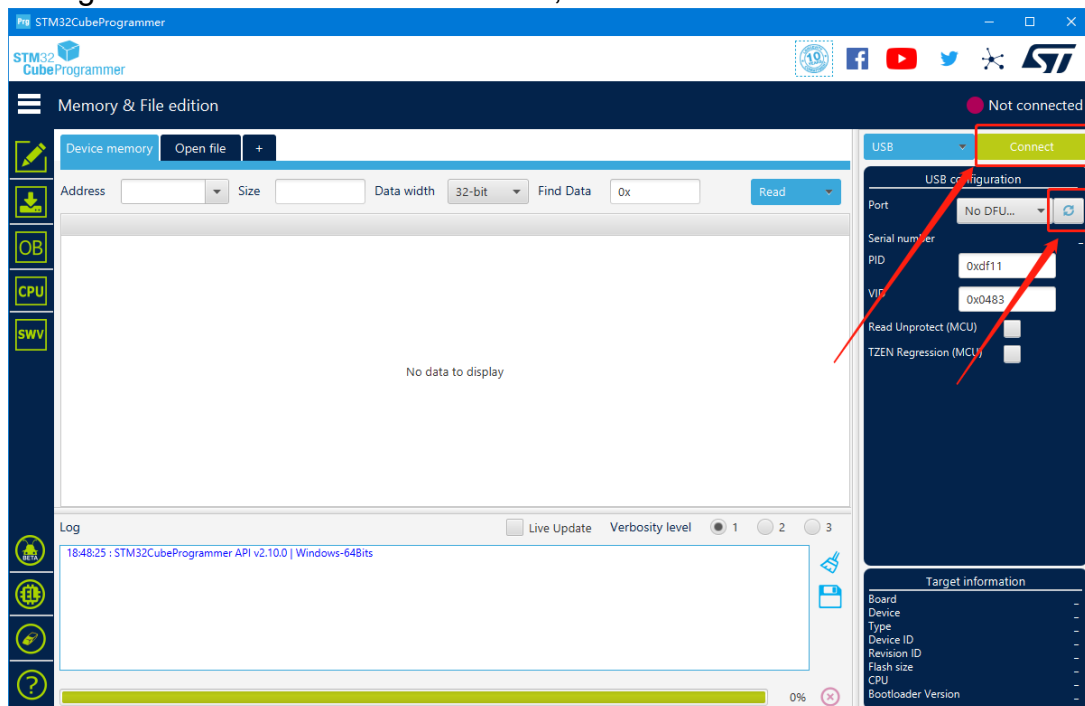 Prg STM32CubeProgrammer
STM32
CubeProgrammer
10
Memory & File edition
Not connected
Device memory Open file +
USB Connect
Address Size Data width 32-bit Find Data 0x Read
USB configuration
Port No DFU...
Serial number _
PID 0xdf11
VID 0x0483
Read Unprotect (MCU)
TZEN Regression (MCU)
OB
CPU
SWV
No data to display
Log Live Update Verbosity level 1 2 3
18:48:25 : STM32CubeProgrammer API v2.10.0 | Windows-64Bits
BETA
EL
?
0%
Target information
Board _
Device _
Type _
Device ID _
Revision ID _
Flash size _
CPU _
Bootloader Version _